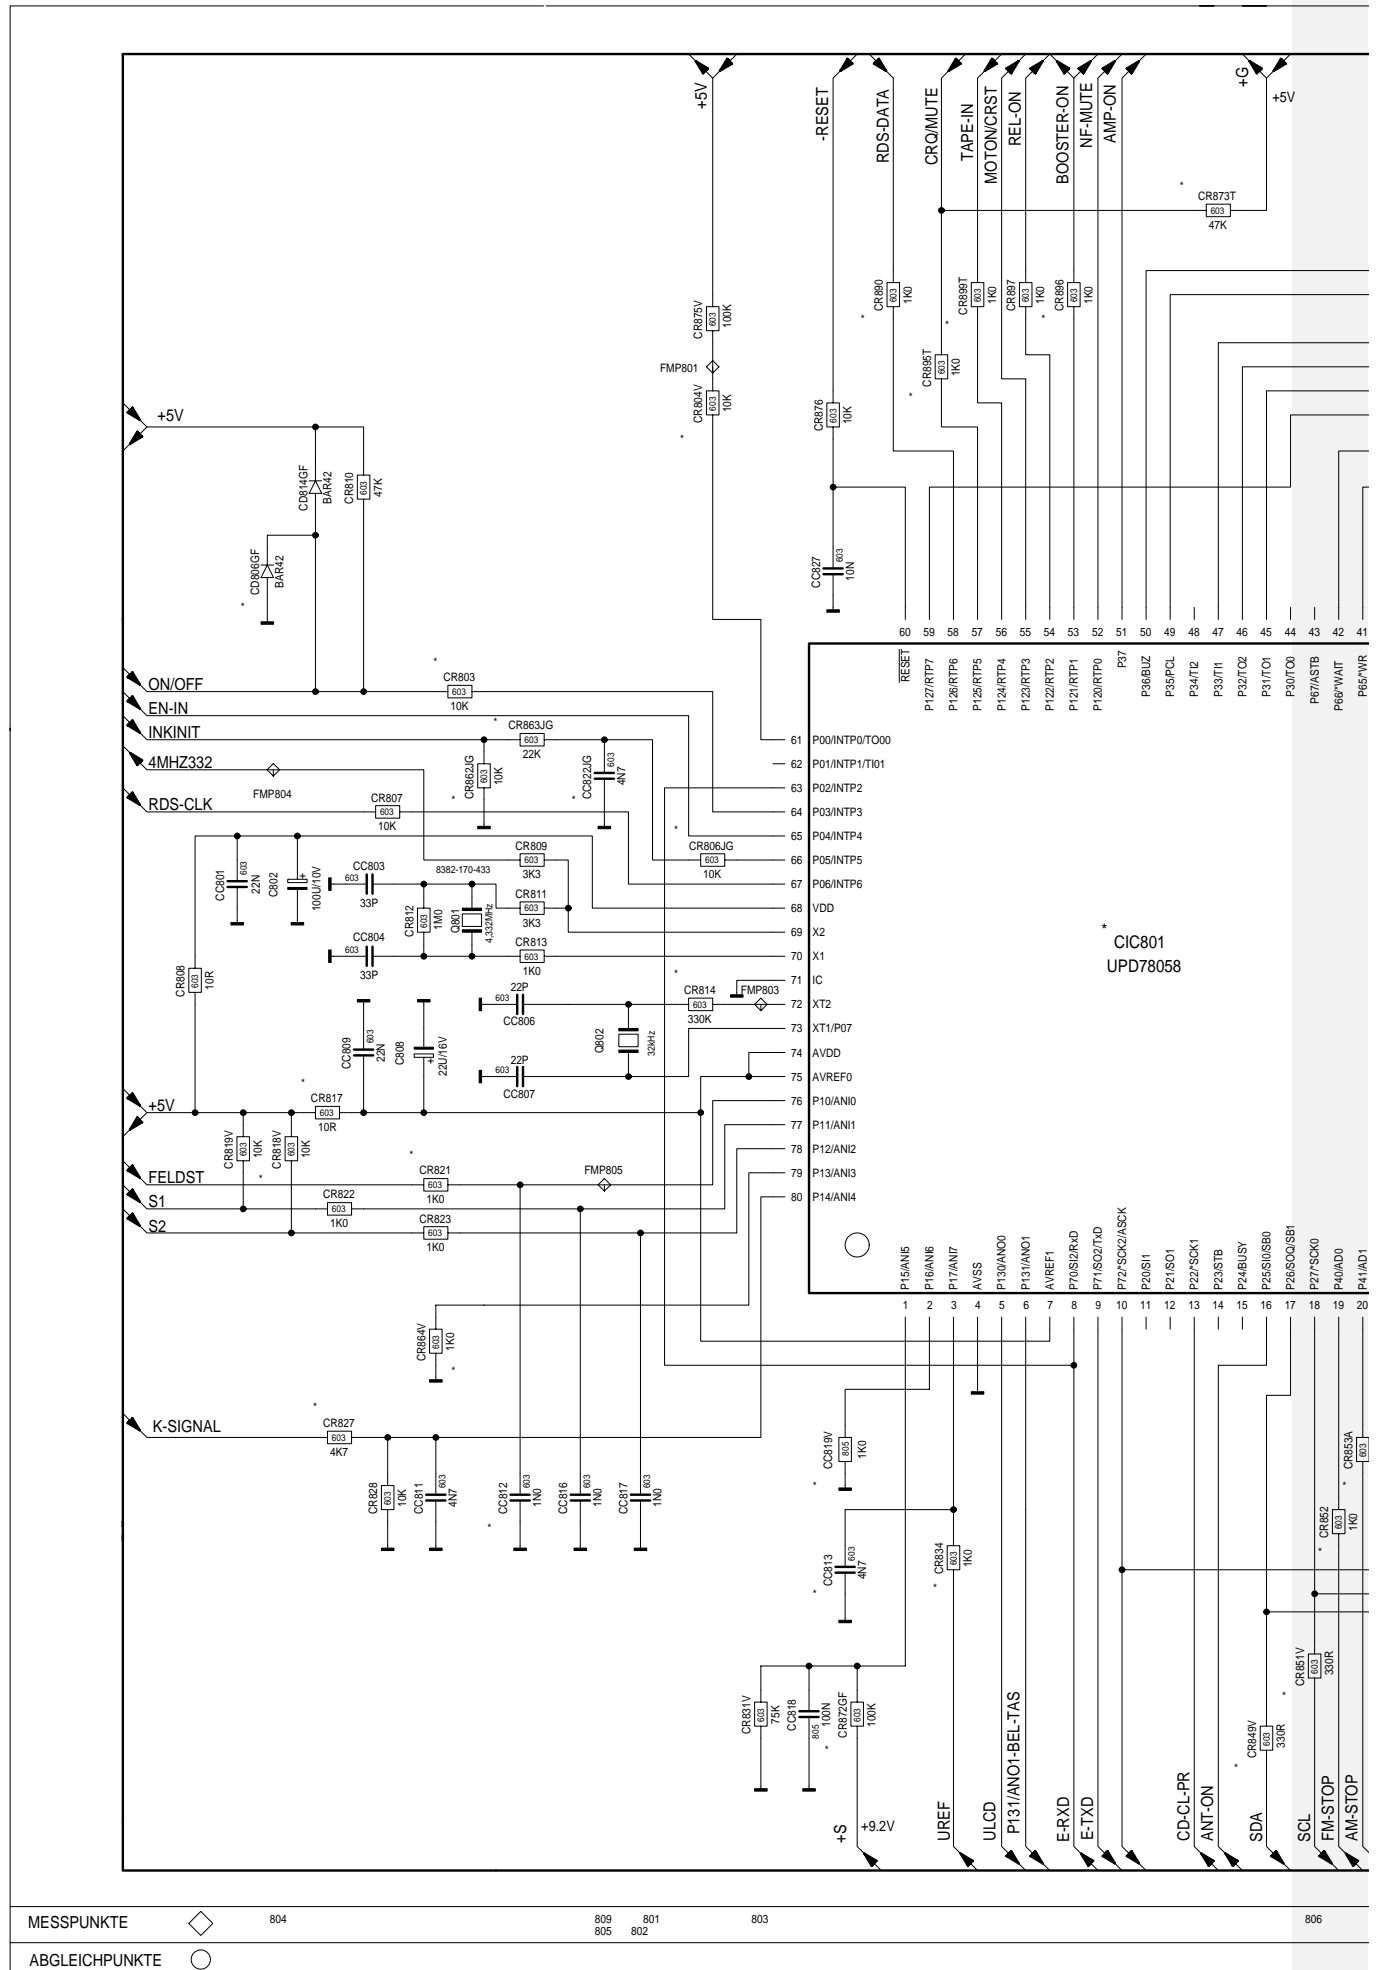 +5V
-RESET
RDS-DATA
CRQ/MUTE
TAPE-IN
MOTON/CRST
REL-ON
BOOSTER-ON
NF-MUTE
AMP-ON
+G
+5V
*
CR873T
603
47K
CR875V
603
100K
FMP801
CR804V
603
10K
*
CR890
603
1K0
*
CR899T
603
1K0
*
CR897
603
1K0
*
CR896
603
1K0
CR895T
603
1K0
*
CR876
603
10K
CC827
603
10N
+5V
CD814GF
BAR42
CR810
603
47K
CD806GF
BAR42
*
ON/OFF
*
CR803
603
10K
EN-IN
INKINIT
*
CR863JG
603
22K
CR862JG
603
10K
*
CC822JG
603
4N7
*
4MHZ332
FMP804
RDS-CLK
CR807
603
10K
*
CR806JG
603
10K
CC801
603
22N
C802
+
100U/10V
CC803
603
33P
8382-170-433
CR809
603
3K3
CR812
603
1M0
Q801
4,332MHz
CR811
603
3K3
CC804
603
33P
CR813
603
1K0
CR808
603
10R
*
CR814
603
330K
FMP803
22P
603
CC806
Q802
32kHz
22P
603
CC807
CC809
603
22N
C808
+
22U/16V
+5V
*
CR817
603
10R
CR819V
603
10K
*
CR818V
603
10K
FELDST
*
CR821
603
1K0
FMP805
S1
CR822
603
1K0
S2
CR823
603
1K0
CR864V
603
1K0
*
K-SIGNAL
*
CR827
603
4K7
CR828
603
10K
CC811
603
4N7
*
CC812
603
1N0
CC816
603
1N0
CC817
603
1N0
60 59 58 57 56 55 54 53 52 51 50 49 48 47 46 45 44 43 42 41
RESET
P127/RTP7
P126/RTP6
P125/RTP5
P124/RTP4
P123/RTP3
P122/RTP2
P121/RTP1
P120/RTP0
P37
P36/BUZ
P35/PCL
P34/TI2
P33/TI1
P32/TO2
P31/TO1
P30/TO0
P67/ASTB
P66/*WAIT
P65/*WR
61 P00/INTP0/TO00
62 P01/INTP1/TI01
63 P02/INTP2
64 P03/INTP3
65 P04/INTP4
66 P05/INTP5
67 P06/INTP6
68 VDD
69 X2
70 X1
71 IC
72 XT2
73 XT1/P07
74 AVDD
75 AVREF0
76 P10/ANI0
77 P11/ANI1
78 P12/ANI2
79 P13/ANI3
80 P14/ANI4
*
CIC801
UPD78058
P15/ANI5
P16/ANI6
P17/ANI7
AVSS
P130/ANO0
P131/ANO1
AVREF1
P70/SI2/RxD
P71/SO2/TxD
P72/*SCK2/ASCK
P20/SI1
P21/SO1
P22/*SCK1
P23/STB
P24/BUSY
P25/SI0/SB0
P26/SOQ/SB1
P27/*SCK0
P40/AD0
P41/AD1
1 2 3 4 5 6 7 8 9 10 11 12 13 14 15 16 17 18 19 20
CC819V
805
1K0
*
CC813
603
4N7
*
CR834
603
1K0
*
CR853A
603
*
CR852
603
1K0
*
CR851V
603
330R
*
CR849V
603
330R
*
CR831V
603
75K
CC818
805
100N
*
CR872GF
603
100K
+S
+9.2V
UREF
ULCD
P131/ANO1-BEL-TAS
E-RXD
E-TXD
CD-CL-PR
ANT-ON
SDA
SCL
FM-STOP
AM-STOP
MESSPUNKTE 804 809 801 803 806
805 802
ABGLEICHPUNKTE